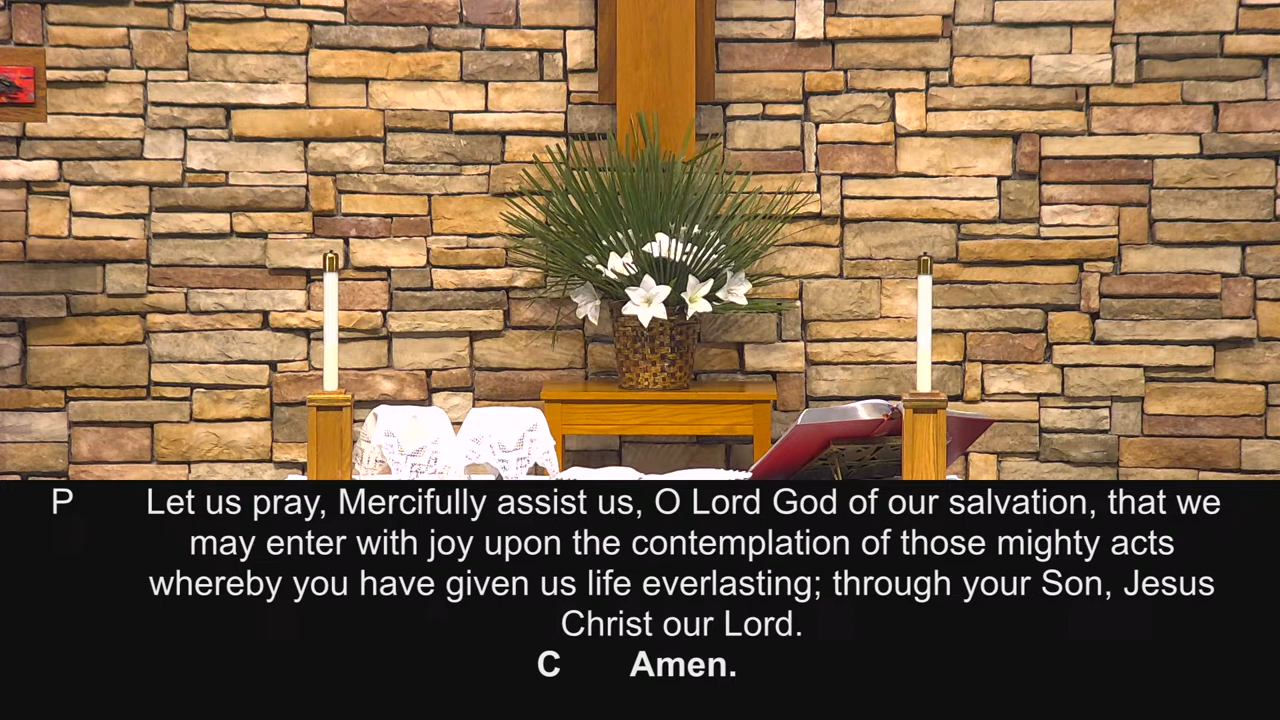 P Let us pray, Mercifully assist us, O Lord God of our salvation, that we
may enter with joy upon the contemplation of those mighty acts
whereby you have given us life everlasting; through your Son, Jesus
Christ our Lord.
C Amen.